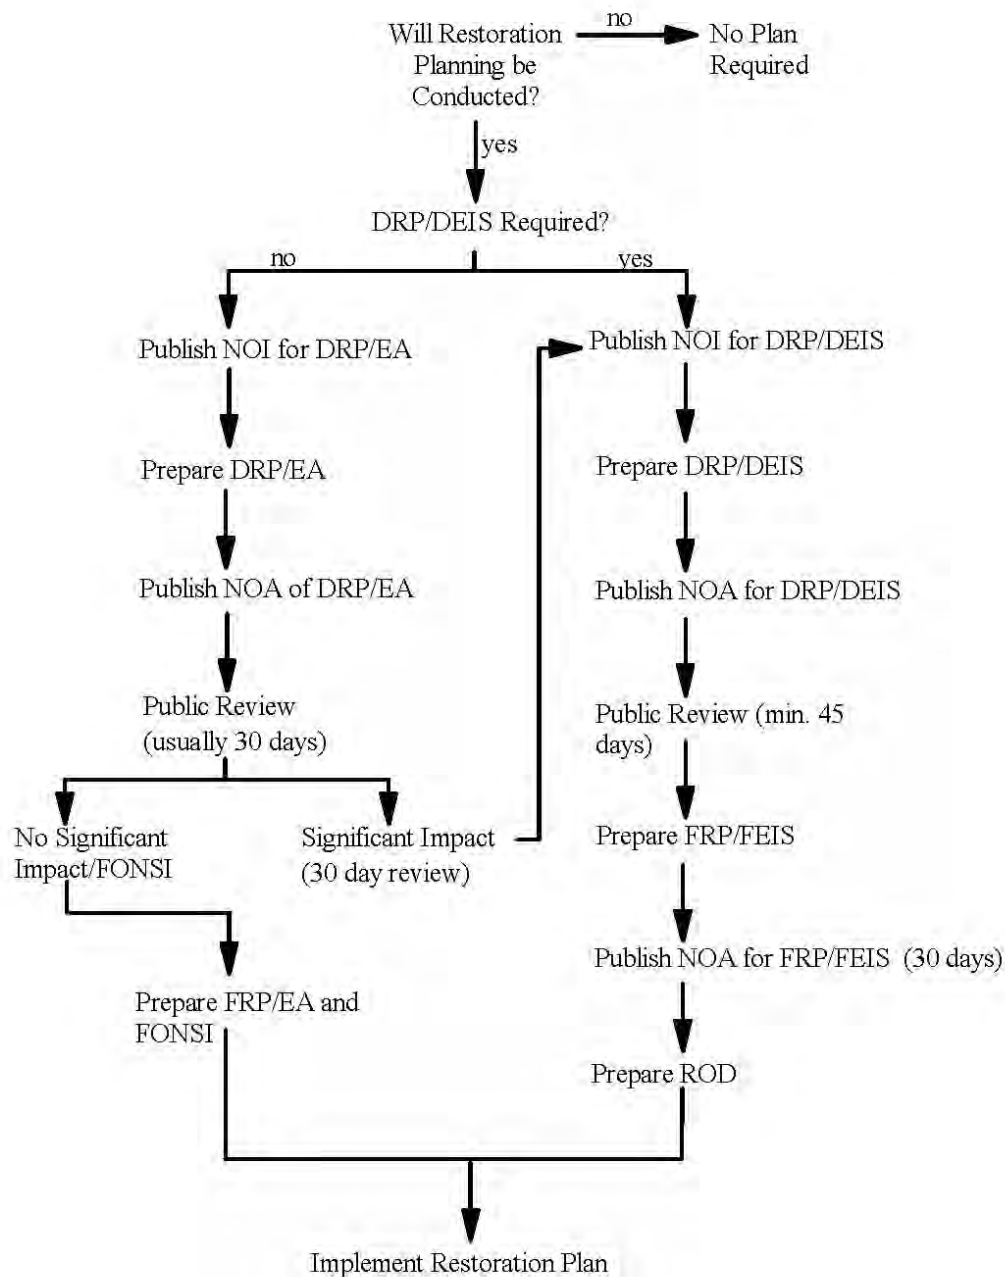 Will Restoration
Planning be
Conducted?
no
No Plan
Required
yes
DRP/DEIS Required?
no
yes
Publish NOI for DRP/EA
Prepare DRP/EA
Publish NOA of DRP/EA
Public Review
(usually 30 days)
No Significant
Impact/FONSI
Significant Impact
(30 day review)
Prepare FRP/EA and
FONSI
Publish NOI for DRP/DEIS
Prepare DRP/DEIS
Publish NOA for DRP/DEIS
Public Review (min. 45
days)
Prepare FRP/FEIS
Publish NOA for FRP/FEIS (30 days)
Prepare ROD
Implement Restoration Plan